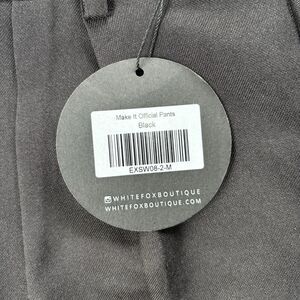 Make It Official Pants
Black
EXSW08-2-M
WHITEFOXBOUTIQUE
WHITEFOXBOUTIQUE.COM